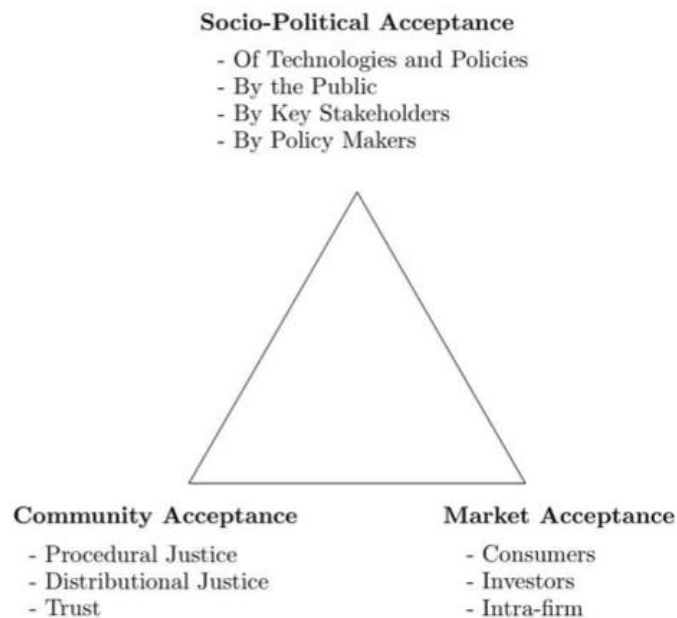 Socio-Political Acceptance
- Of Technologies and Policies
- By the Public
- By Key Stakeholders
- By Policy Makers
Community Acceptance
- Procedural Justice
- Distributional Justice
- Trust
Market Acceptance
- Consumers
- Investors
- Intra-firm